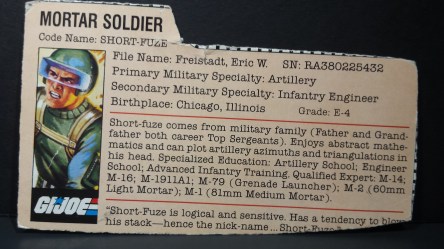 MORTAR SOLDIER
Code Name: SHORT-FUZE
File Name: Freistadt, Eric W. SN: RA380225432
Primary Military Specialty: Artillery
Secondary Military Specialty: Infantry Engineer
Birthplace: Chicago, Illinois Grade: E-4
Short-fuze comes from military family (Father and Grand-
father both career Top Sergeants). Enjoys abstract mathe-
matics and can plot artillery azimuths and triangulations in
his head. Specialized Education: Artillery School; Engineer
School; Advanced Infantry Training. Qualified Expert: M-14;
M-16; M-1911A1; M-79 (Grenade Launcher); M-2 (60mm
Light Mortar); M-1 (81mm Medium Mortar).
"Short-Fuze is logical and sensitive. Has a tendency to blow
his stack—hence the nick-name...
GI JOE